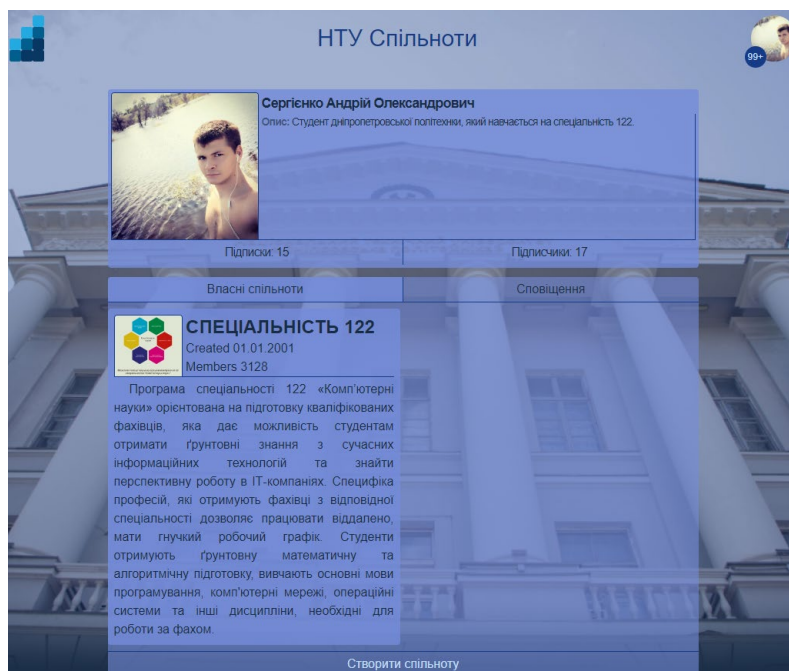 НТУ Спільноти
99+
Сергієнко Андрій Олександрович
Опис: Студент дніпропетровської політехнки, який навчається на спеціальність 122.
Підписки: 15
Підписчики: 17
Власні спільноти
Сповіщення
СПЕЦІАЛЬНІСТЬ 122
Created 01.01.2001
Members 3128
Програма спеціальності 122 «Комп’ютерні
науки» орієнтована на підготовку кваліфікованих
фахівців, яка дає можливість студентам
отримати ґрунтовні знання з сучасних
інформаційних технологій та знайти
перспективну роботу в ІТ-компаніях. Специфіка
професій, які отримують фахівці з відповідної
спеціальності дозволяє працювати віддалено,
мати гнучкий робочий графік. Студенти
отримують ґрунтовну математичну та
алгоритмічну підготовку, вивчають основні мови
програмування, комп'ютерні мережі, операційні
системи та інші дисципліни, необхідні для
роботи за фахом.
Створити спільноту